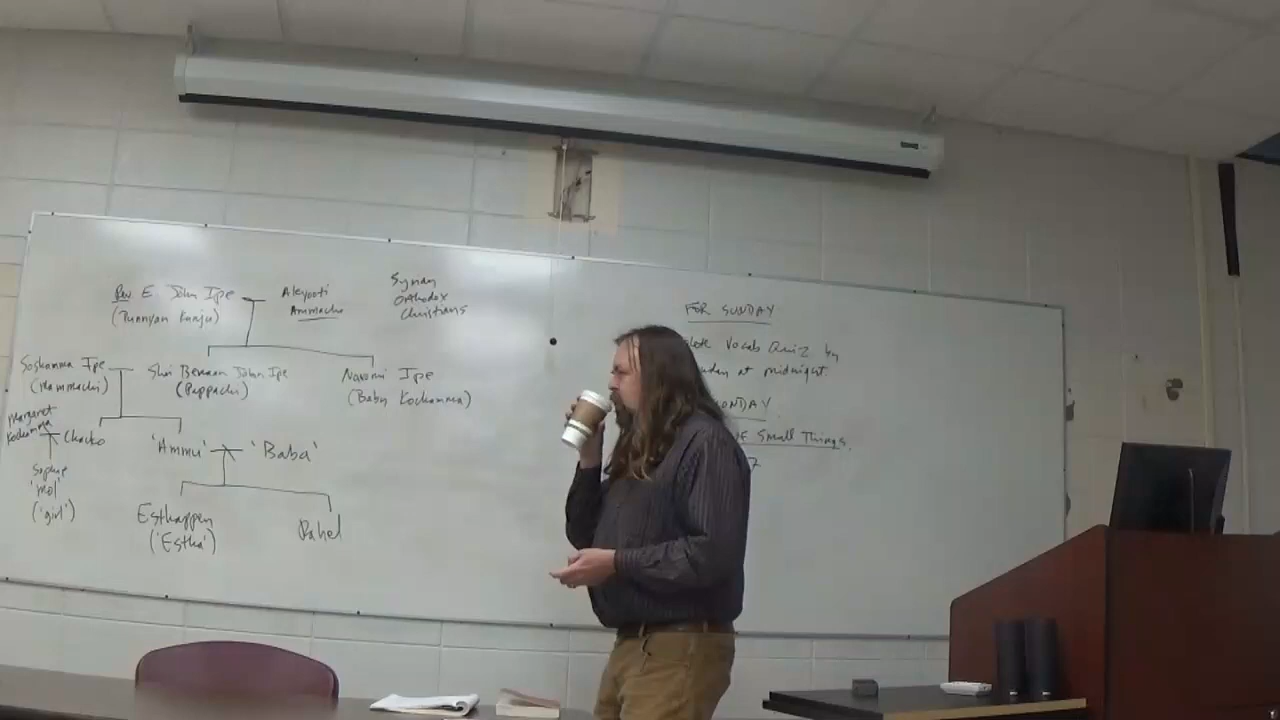 Rev E John Ipe
(Punnyan Kunju)
Aleyooti
Ammachi
Syrian
Orthodox
Christians
Soshamma Ipe
(Mammachi)
Shri Benaan John Ipe
(Pappachi)
Navomi Ipe
(Baby Kochamma)
Margaret
Kochamma
Chacko
Sophie
'mol'
('girl')
'Ammu'
'Baba'
Esthappen
('Estha')
Rahel
FOR SUNDAY
Vocab Quiz by
at midnight
OF Small Things
7